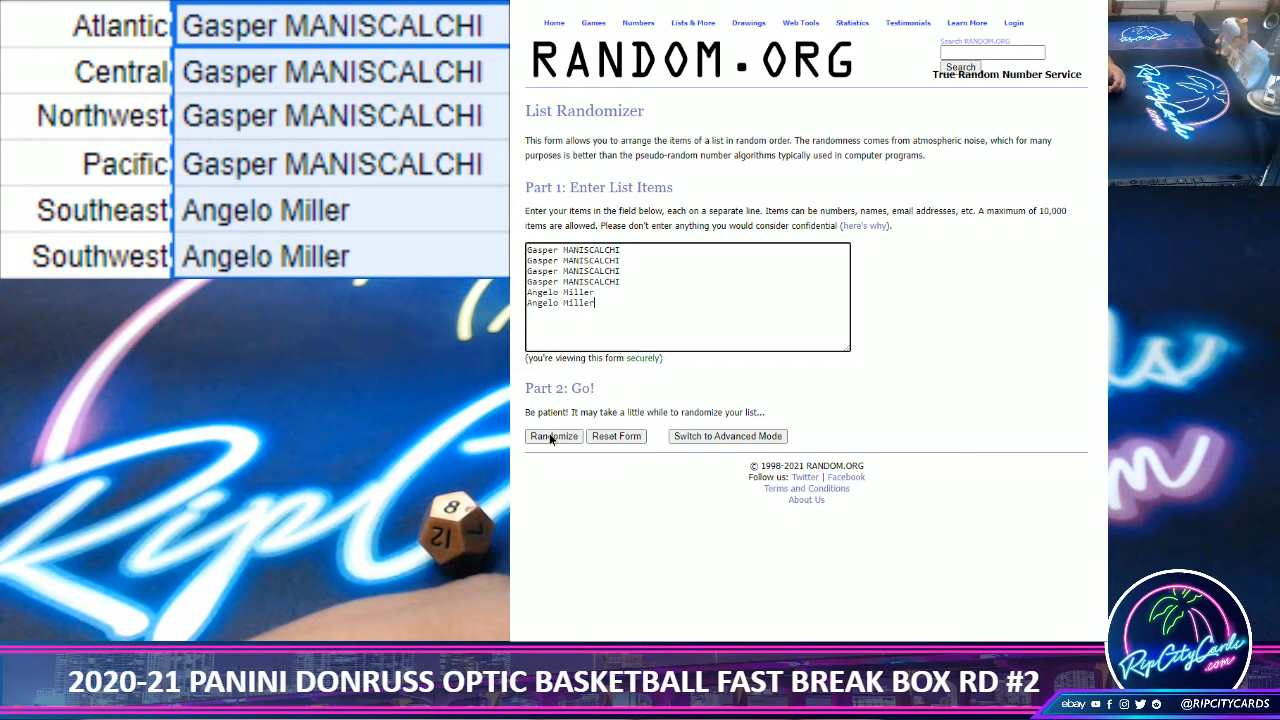 Atlantic Gasper MANISCALCHI
Central Gasper MANISCALCHI
Northwest Gasper MANISCALCHI
Pacific Gasper MANISCALCHI
Southeast Angelo Miller
Southwest Angelo Miller
Home Games Numbers Lists & More Drawings Web Tools Statistics Testimonials Learn More Login
RANDOM.ORG
Search RANDOM.ORG
Search
True Random Number Service
List Randomizer
This form allows you to arrange the items of a list in random order. The randomness comes from atmospheric noise, which for many
purposes is better than the pseudo-random number algorithms typically used in computer programs.
Part 1: Enter List Items
Enter your items in the field below, each on a separate line. Items can be numbers, names, email addresses, etc. A maximum of 10,000
items are allowed. Please don't enter anything you would consider confidential (here's why).
Gasper MANISCALCHI
Gasper MANISCALCHI
Gasper MANISCALCHI
Gasper MANISCALCHI
Angelo Miller
Angelo Miller
(you're viewing this form securely)
Part 2: Go!
Be patient! It may take a little while to randomize your list...
Randomize Reset Form Switch to Advanced Mode
© 1998-2021 RANDOM.ORG
Follow us: Twitter | Facebook
Terms and Conditions
About Us
RipC
8
12
7
RipCityCards
.com
2020-21 PANINI DONRUSS OPTIC BASKETBALL FAST BREAK BOX RD #2
ebay @RIPCITYCARDS